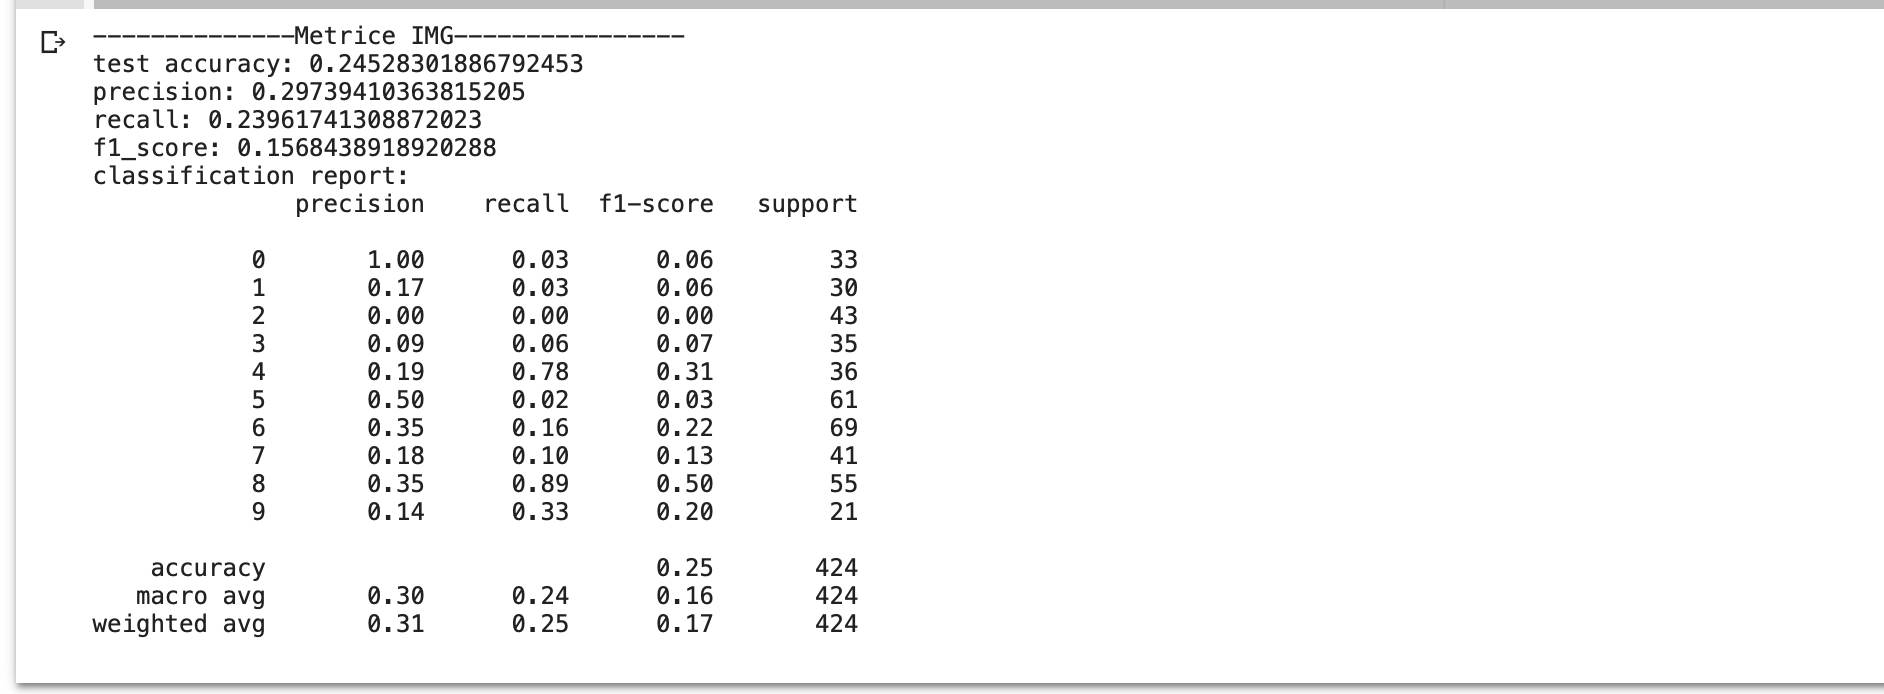 --------------Metrice IMG----------------
test accuracy: 0.24528301886792453
precision: 0.29739410363815205
recall: 0.23961741308872023
f1_score: 0.1568438918920288
classification report:
              precision    recall  f1-score   support

           0       1.00      0.03      0.06        33
           1       0.17      0.03      0.06        30
           2       0.00      0.00      0.00        43
           3       0.09      0.06      0.07        35
           4       0.19      0.78      0.31        36
           5       0.50      0.02      0.03        61
           6       0.35      0.16      0.22        69
           7       0.18      0.10      0.13        41
           8       0.35      0.89      0.50        55
           9       0.14      0.33      0.20        21

    accuracy                           0.25       424
   macro avg       0.30      0.24      0.16       424
weighted avg       0.31      0.25      0.17       424